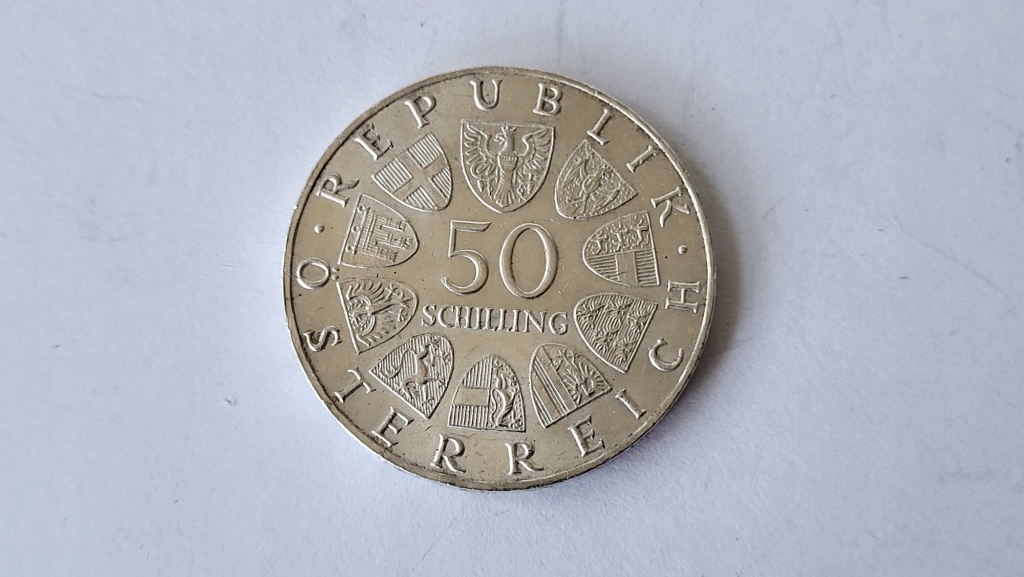 REPUBLIK · ÖSTERREICH ·
50
SCHILLING